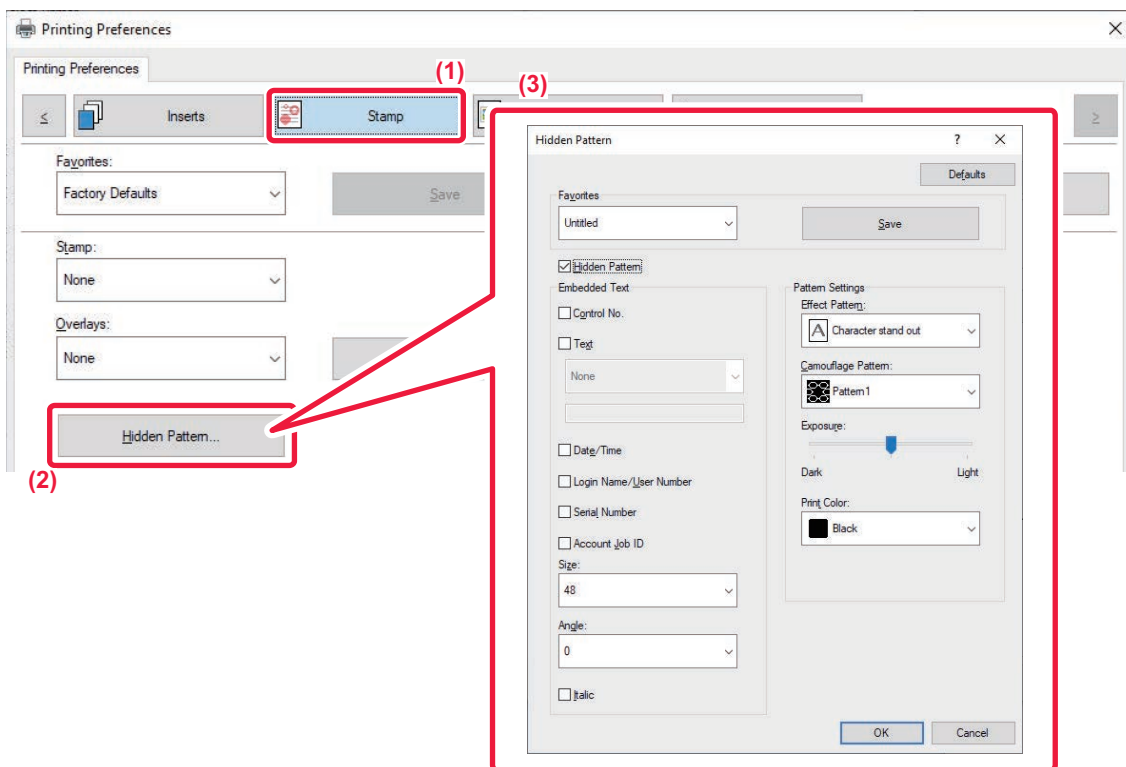 Printing Preferences
Printing Preferences
(1)
(3)
< Inserts Stamp >
Favorites:
Factory Defaults Save
Stamp:
None
Overlays:
None
Hidden Pattern...
(2)
Hidden Pattern ?
Defaults
Favorites
Untitled Save
Hidden Pattern
Embedded Text
Control No.
Text
None
Date/Time
Login Name/User Number
Serial Number
Account Job ID
Size:
48
Angle:
0
Italic
Pattern Settings
Effect Pattern:
A Character stand out
Camouflage Pattern:
Pattern1
Exposure:
Dark Light
Print Color:
Black
OK Cancel